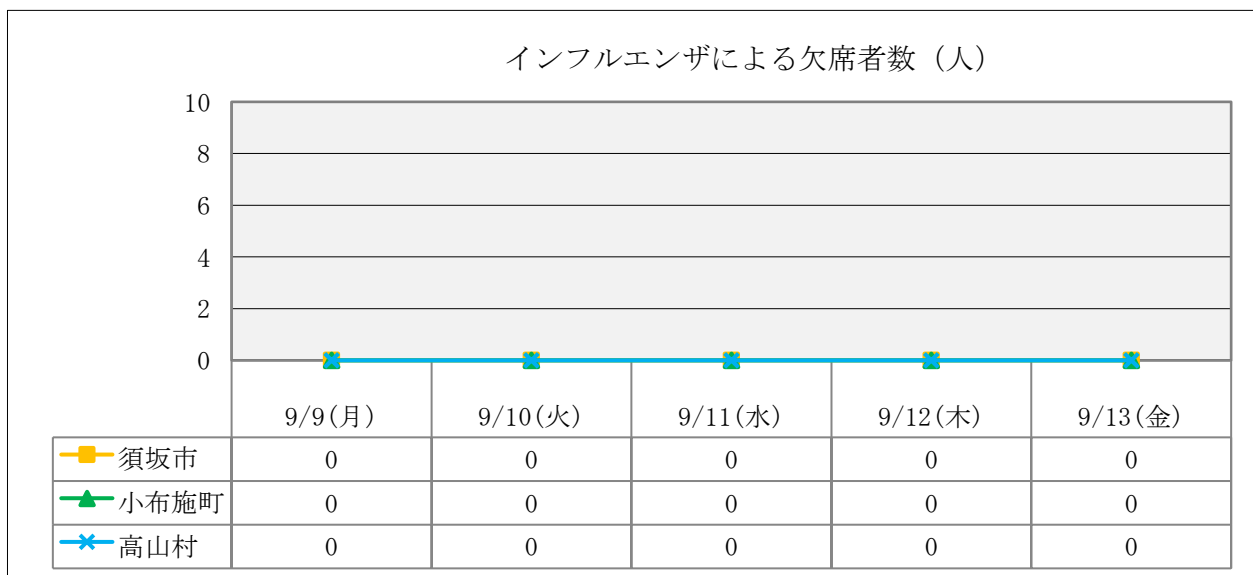 インフルエンザによる欠席者数（人）
10
8
6
4
2
0
9/9(月) 9/10(火) 9/11(水) 9/12(木) 9/13(金)
須坂市 0 0 0 0 0
小布施町 0 0 0 0 0
高山村 0 0 0 0 0